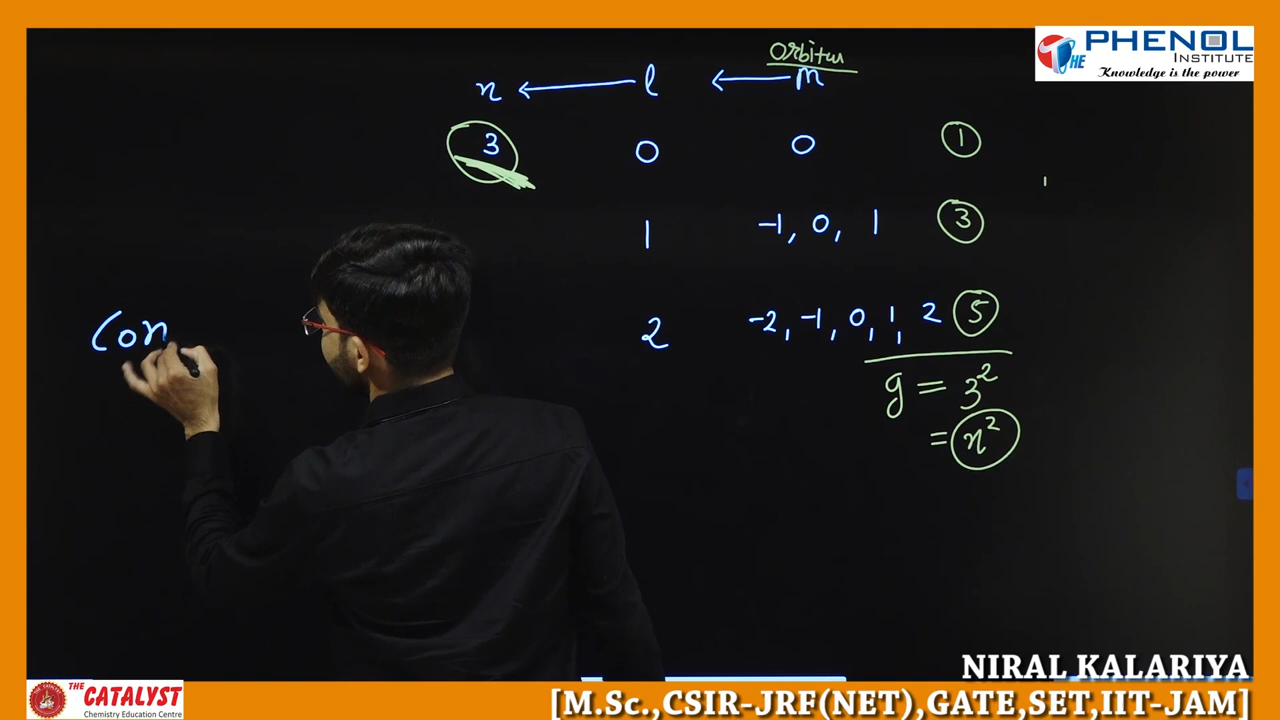 THE PHENOL
INSTITUTE
Knowledge is the power
n ← l ← m
3 0 0 1
1 -1, 0, 1 3
2 -2, -1, 0, 1, 2 5
g = 3²
= n²
Con
NIRAL KALARIYA
[M.Sc.,CSIR-JRF(NET),GATE,SET,IIT-JAM]
THE CATALYST
Chemistry Education Centre